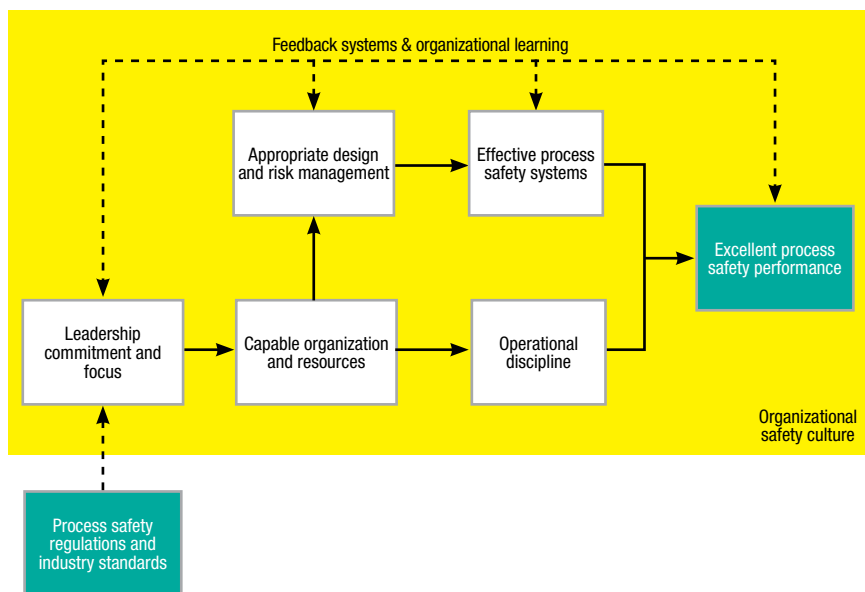 Feedback systems & organizational learning
Appropriate design
and risk management
Effective process
safety systems
Excellent process
safety performance
Leadership
commitment and
focus
Capable organization
and resources
Operational
discipline
Organizational
safety culture
Process safety
regulations and
industry standards